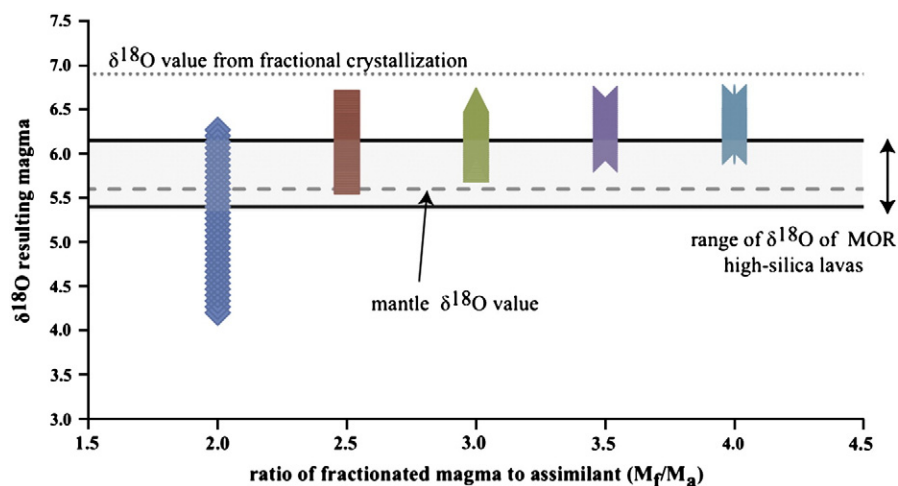 7.5
δ18O value from fractional crystallization
7.0
6.5
6.0
5.5
5.0
4.5
4.0
3.5
3.0
δ18O resulting magma
range of δ18O of MOR
high-silica lavas
mantle δ18O value
1.5 2.0 2.5 3.0 3.5 4.0 4.5
ratio of fractionated magma to assimilant (Mf/Ma)